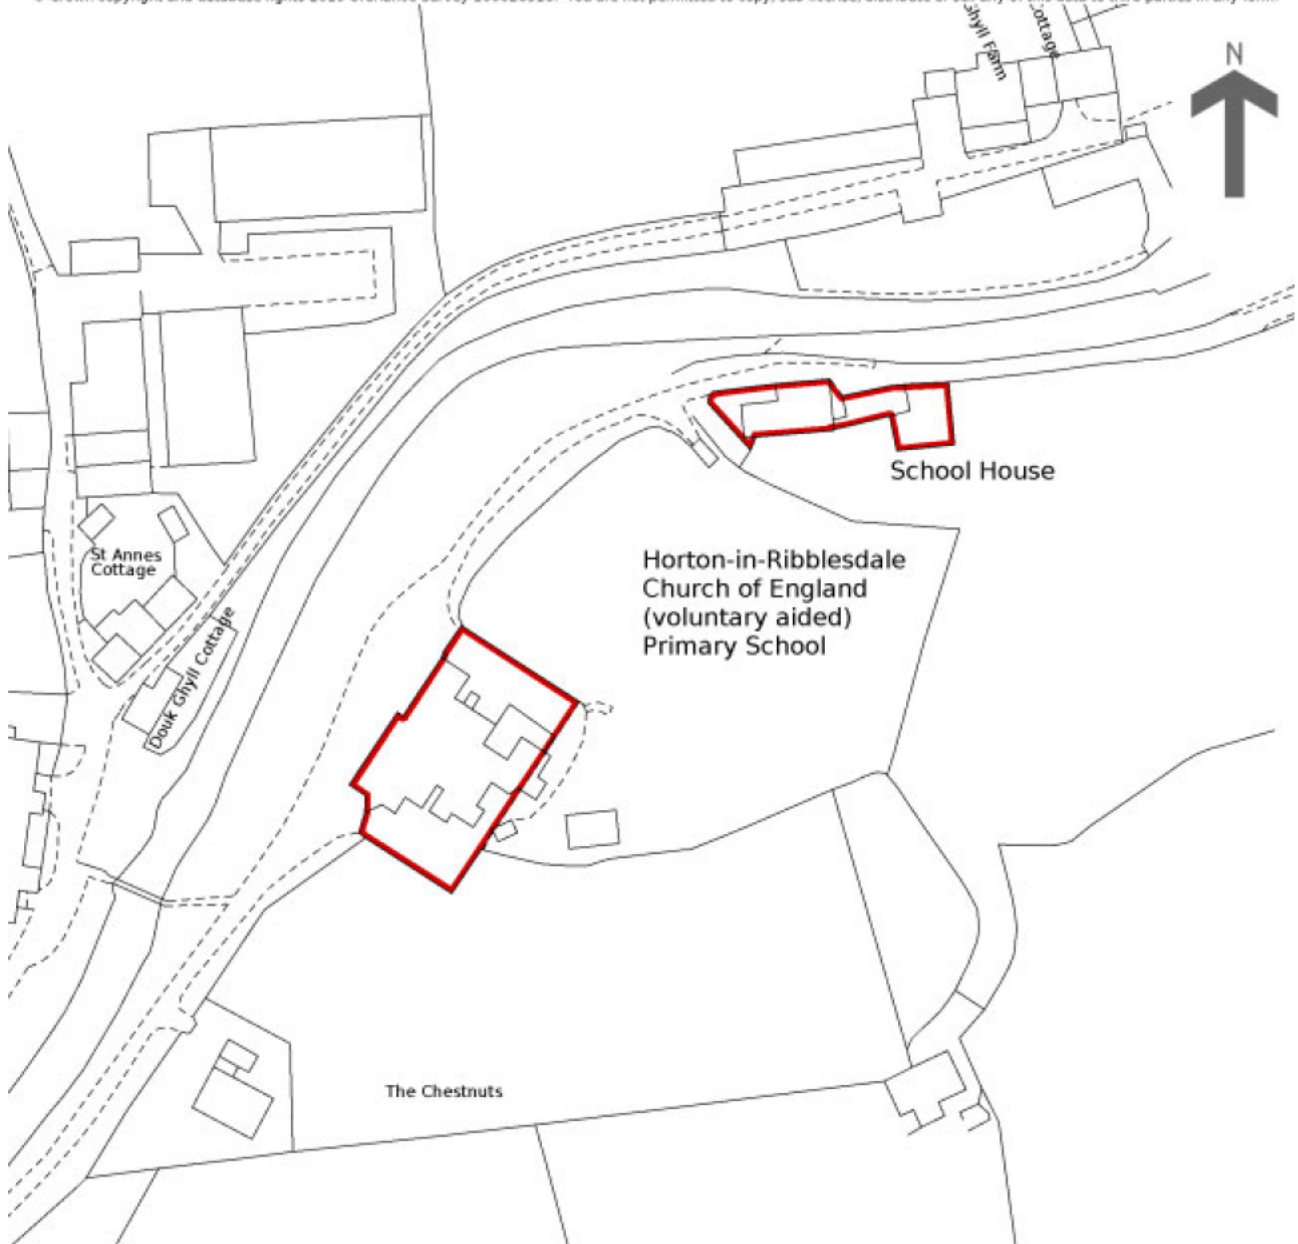 Ghyll Farm
Cottage
N
School House
Horton-in-Ribblesdale
Church of England
(voluntary aided)
Primary School
St Annes
Cottage
Douk Ghyll Cottage
The Chestnuts